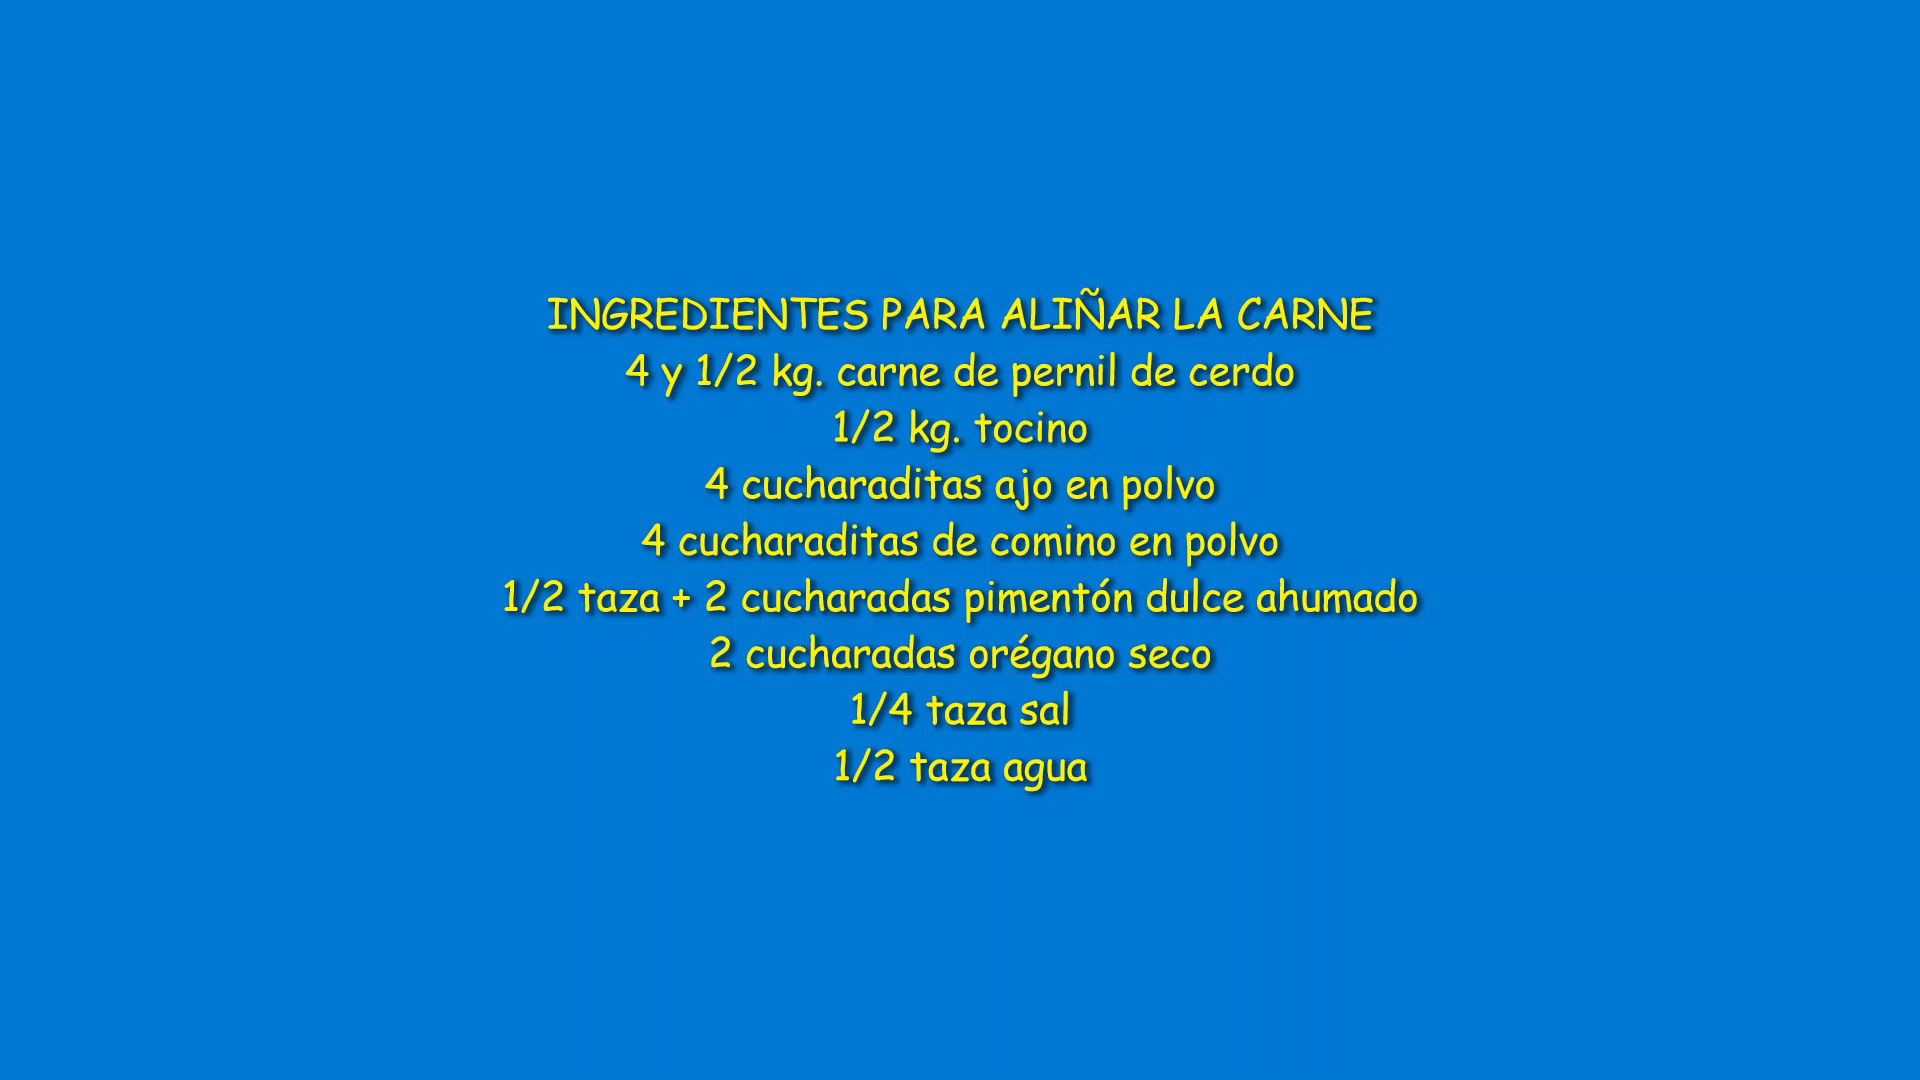 INGREDIENTES PARA ALIÑAR LA CARNE
4 y 1/2 kg. carne de pernil de cerdo
1/2 kg. tocino
4 cucharaditas ajo en polvo
4 cucharaditas de comino en polvo
1/2 taza + 2 cucharadas pimentón dulce ahumado
2 cucharadas orégano seco
1/4 taza sal
1/2 taza agua